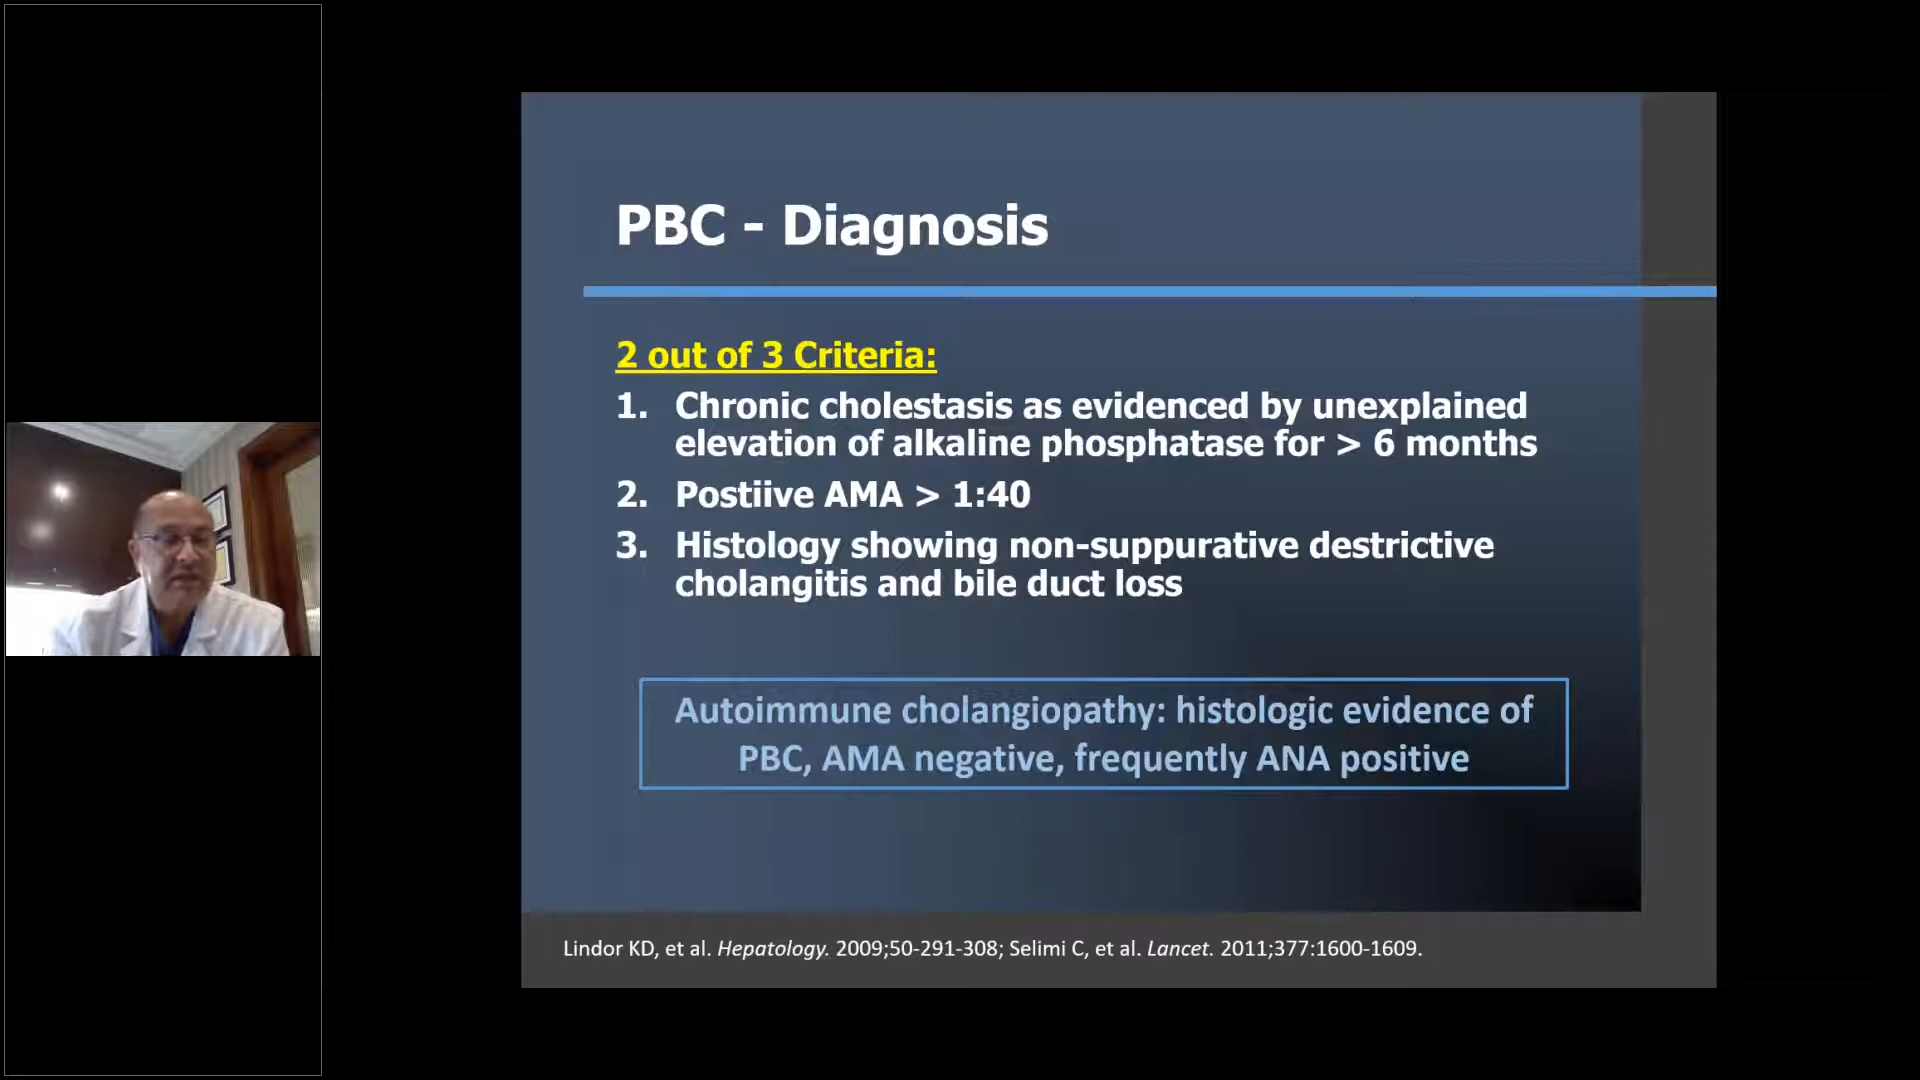 PBC - Diagnosis
2 out of 3 Criteria:
1. Chronic cholestasis as evidenced by unexplained
elevation of alkaline phosphatase for > 6 months
2. Postiive AMA > 1:40
3. Histology showing non-suppurative destrictive
cholangitis and bile duct loss
Autoimmune cholangiopathy: histologic evidence of
PBC, AMA negative, frequently ANA positive
Lindor KD, et al. Hepatology. 2009;50-291-308; Selimi C, et al. Lancet. 2011;377:1600-1609.